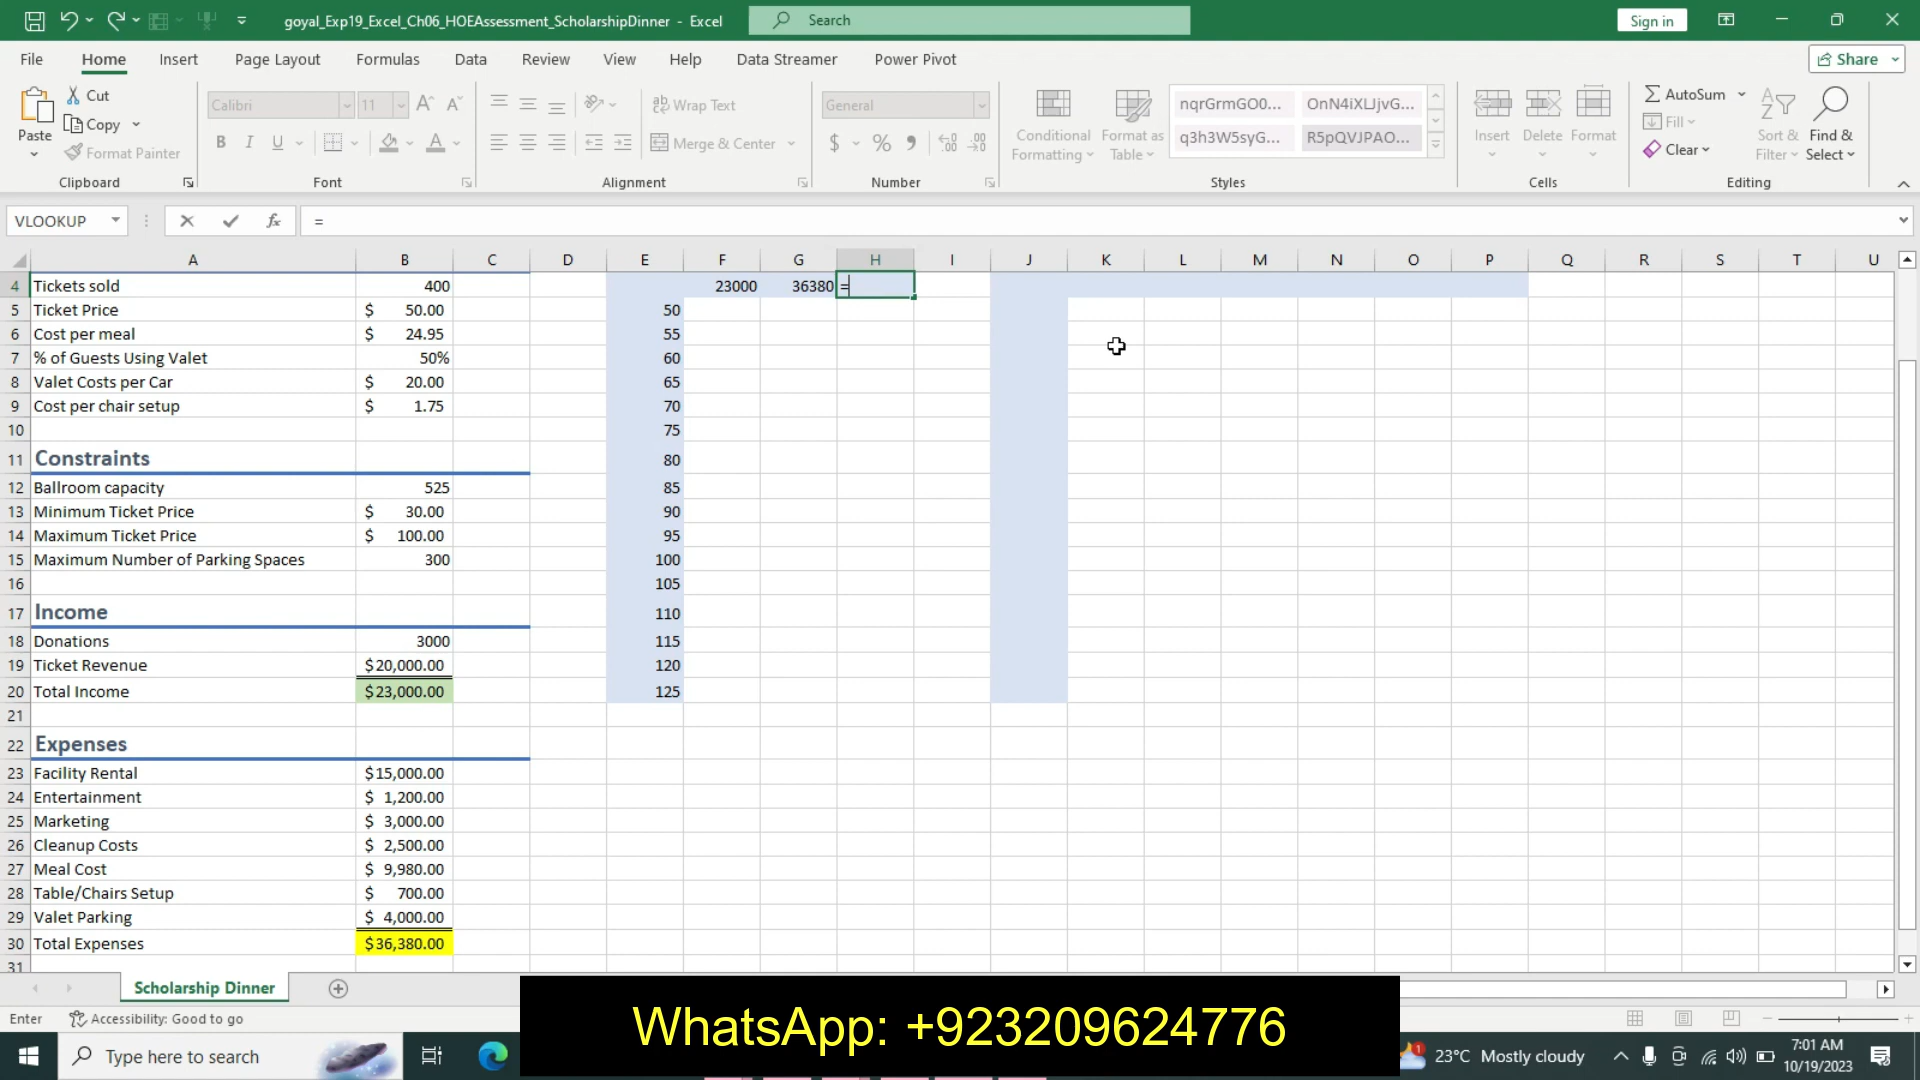 goyal_Exp19_Excel_Ch06_HOEAssessment_ScholarshipDinner - Excel
Search
Sign in
File Home Insert Page Layout Formulas Data Review View Help Data Streamer Power Pivot
Share
Paste
Cut
Copy
Format Painter
Clipboard
Calibri 11
B I U
Font
Wrap Text
Merge & Center
Alignment
General
$ % 9
Number
Conditional Formatting
Format as Table
nqrGrmGO0... OnN4iXLJjvG...
q3h3W5syG... R5pQVJPAO...
Styles
Insert Delete Format
Cells
AutoSum
Fill
Clear
Sort & Filter
Find & Select
Editing
VLOOKUP fx =
A B C D E F G H I J K L M N O P Q R S T U
4 Tickets sold 400 23000 36380 =
5 Ticket Price $ 50.00 50
6 Cost per meal $ 24.95 55
7 % of Guests Using Valet 50% 60
8 Valet Costs per Car $ 20.00 65
9 Cost per chair setup $ 1.75 70
10 75
11 Constraints 80
12 Ballroom capacity 525 85
13 Minimum Ticket Price $ 30.00 90
14 Maximum Ticket Price $ 100.00 95
15 Maximum Number of Parking Spaces 300 100
16 105
17 Income 110
18 Donations 3000 115
19 Ticket Revenue $20,000.00 120
20 Total Income $23,000.00 125
21
22 Expenses
23 Facility Rental $15,000.00
24 Entertainment $ 1,200.00
25 Marketing $ 3,000.00
26 Cleanup Costs $ 2,500.00
27 Meal Cost $ 9,980.00
28 Table/Chairs Setup $ 700.00
29 Valet Parking $ 4,000.00
30 Total Expenses $36,380.00
31
Scholarship Dinner
Enter Accessibility: Good to go
WhatsApp: +923209624776
Type here to search
1 23°C Mostly cloudy
7:01 AM
10/19/2023